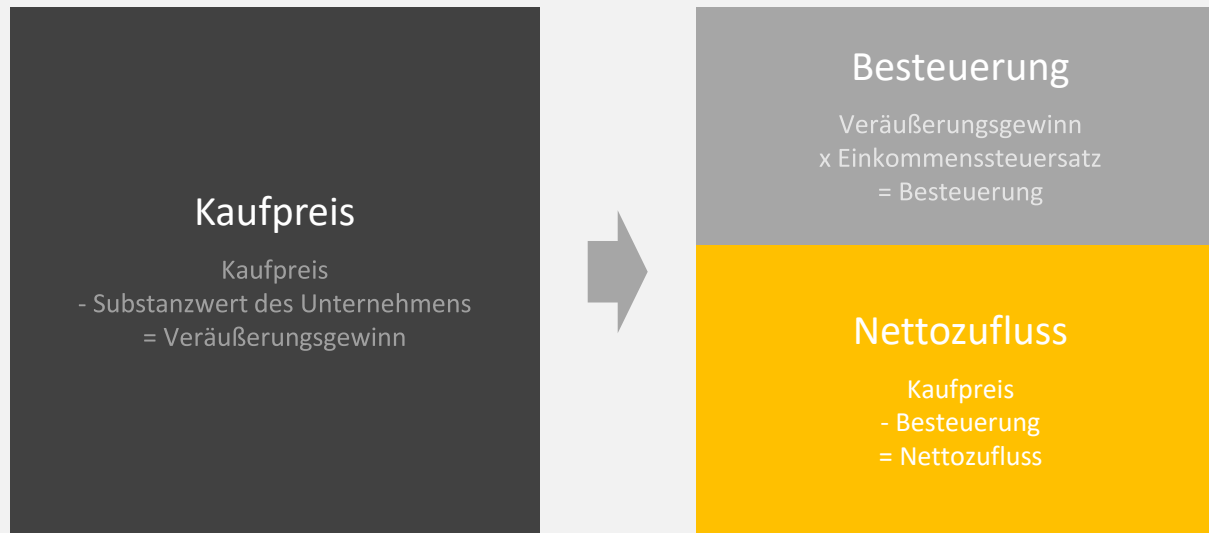 Kaufpreis
Kaufpreis
- Substanzwert des Unternehmens
= Veräußerungsgewinn
Besteuerung
Veräußerungsgewinn
x Einkommenssteuersatz
= Besteuerung
Nettozufluss
Kaufpreis
- Besteuerung
= Nettozufluss